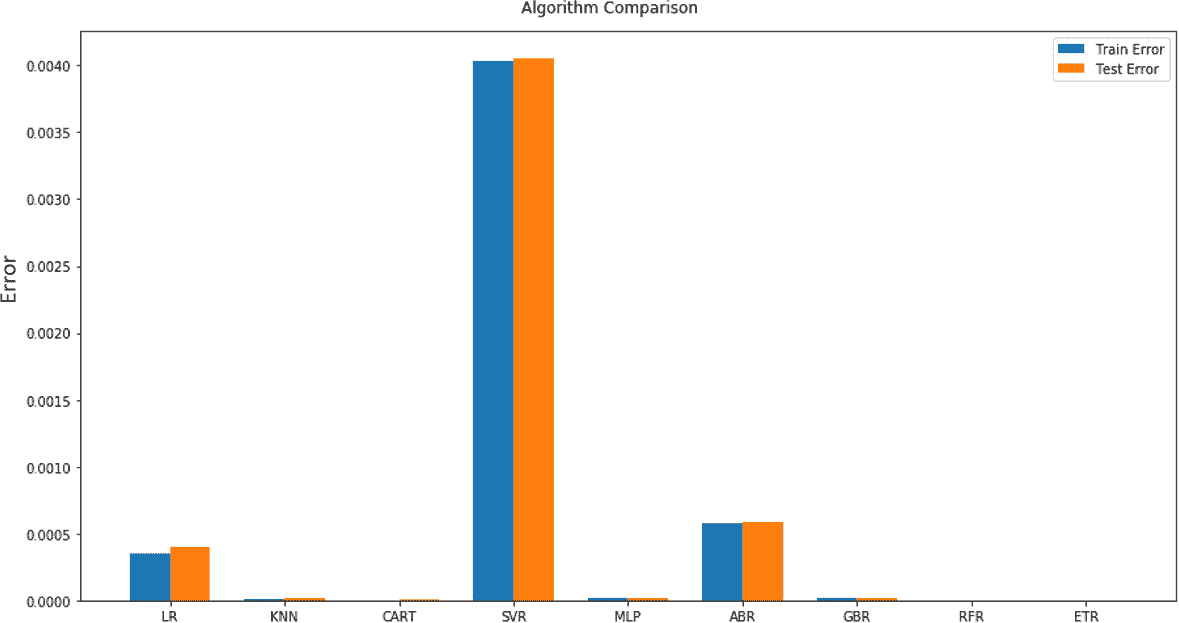 Algorithm Comparison
Train Error
Test Error
Error
0.0040
0.0035
0.0030
0.0025
0.0020
0.0015
0.0010
0.0005
0.0000
LR KNN CART SVR MLP ABR GBR RFR ETR